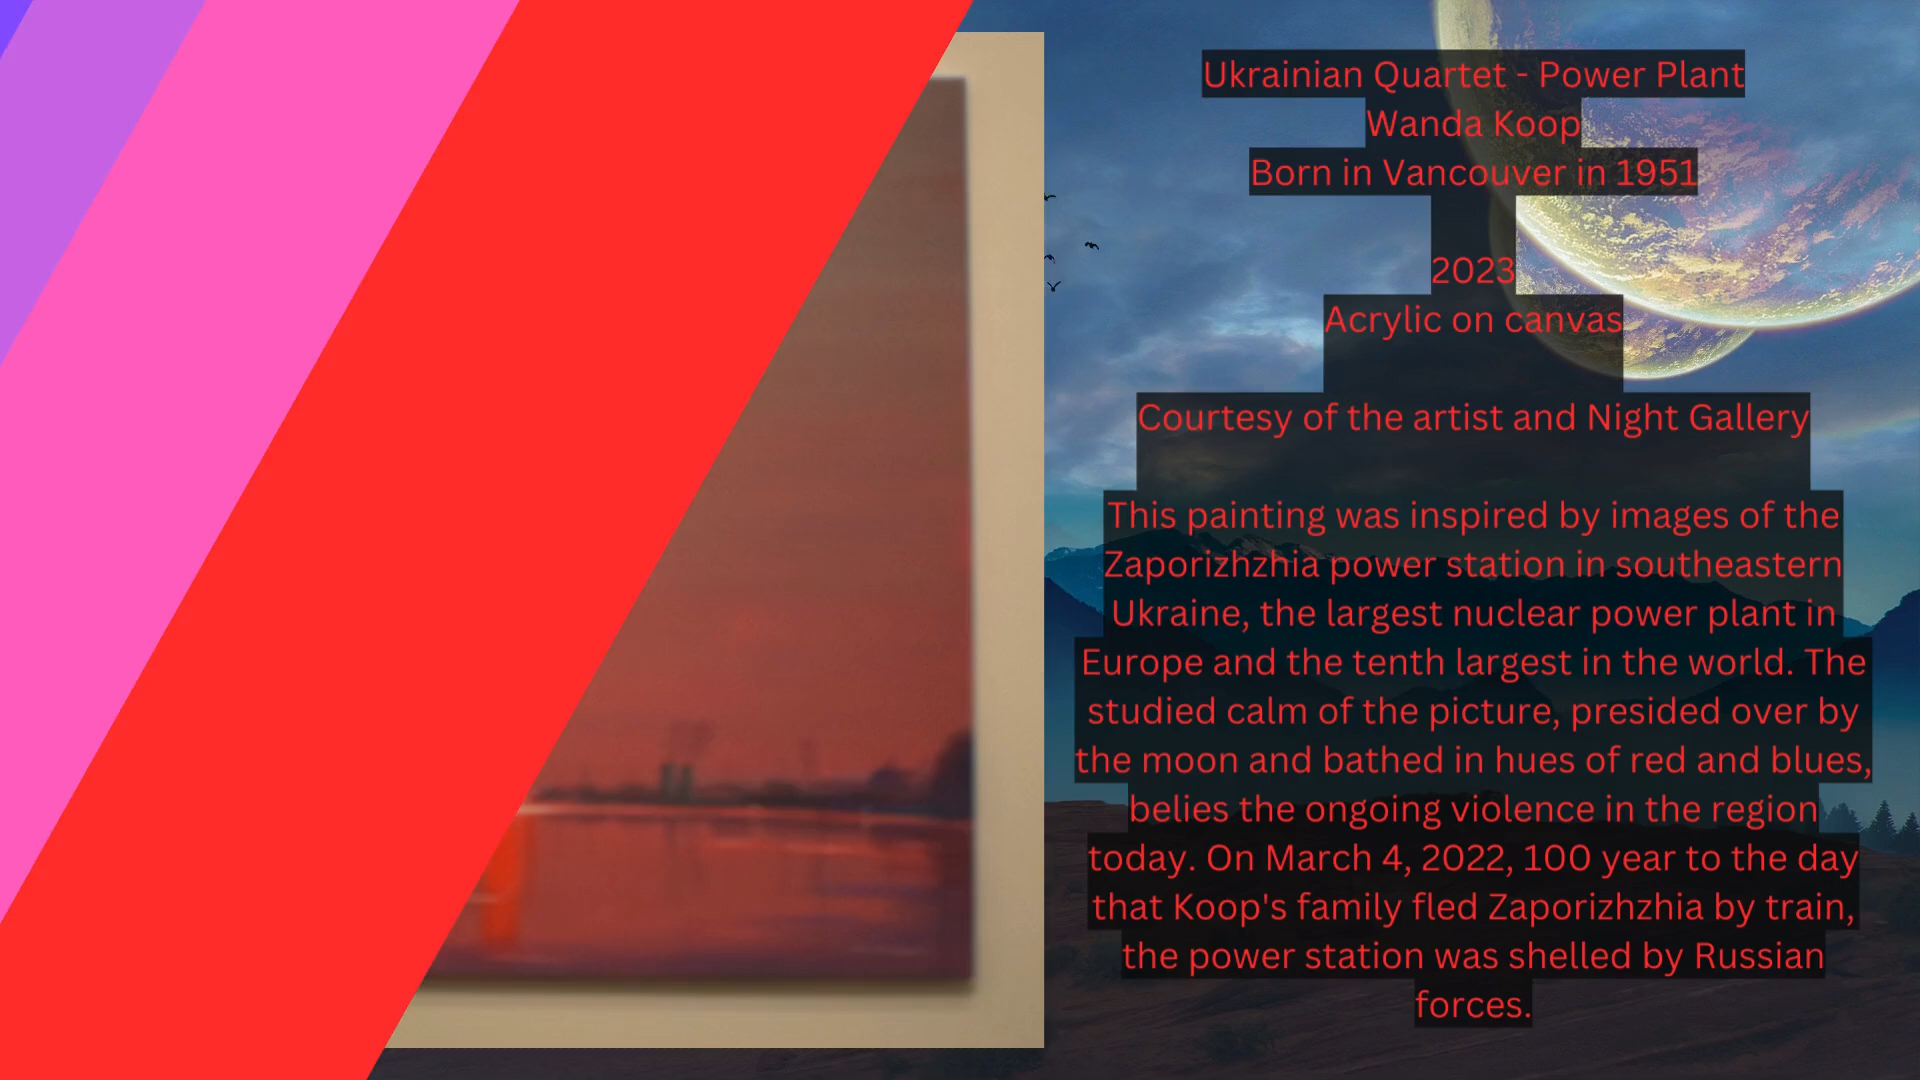 Ukrainian Quartet - Power Plant
Wanda Koop
Born in Vancouver in 1951
2023
Acrylic on canvas
Courtesy of the artist and Night Gallery
This painting was inspired by images of the
Zaporizhzhia power station in southeastern
Ukraine, the largest nuclear power plant in
Europe and the tenth largest in the world. The
studied calm of the picture, presided over by
the moon and bathed in hues of red and blues,
belies the ongoing violence in the region
today. On March 4, 2022, 100 year to the day
that Koop's family fled Zaporizhzhia by train,
the power station was shelled by Russian
forces.